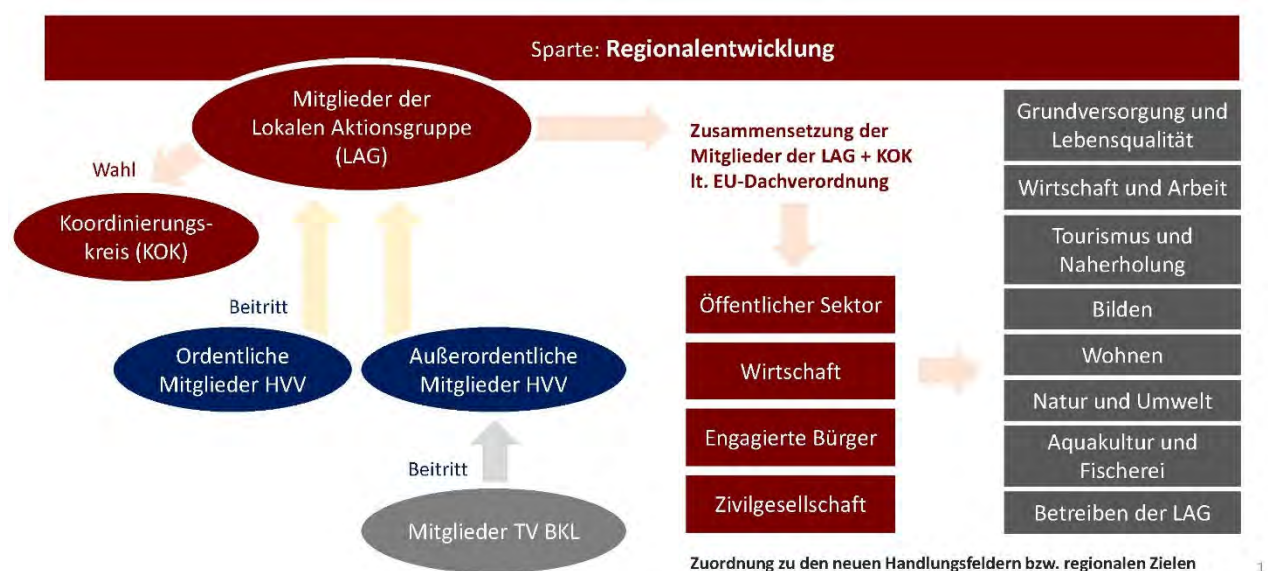 Sparte: Regionalentwicklung
Mitglieder der
Lokalen Aktionsgruppe
(LAG)
Wahl
Koordinierungs-
kreis (KOK)
Beitritt
Ordentliche
Mitglieder HVV
Außerordentliche
Mitglieder HVV
Beitritt
Mitglieder TV BKL
Zusammensetzung der
Mitglieder der LAG + KOK
lt. EU-Dachverordnung
Öffentlicher Sektor
Wirtschaft
Engagierte Bürger
Zivilgesellschaft
Grundversorgung und
Lebensqualität
Wirtschaft und Arbeit
Tourismus und
Naherholung
Bilden
Wohnen
Natur und Umwelt
Aquakultur und
Fischerei
Betreiben der LAG
Zuordnung zu den neuen Handlungsfeldern bzw. regionalen Zielen
1